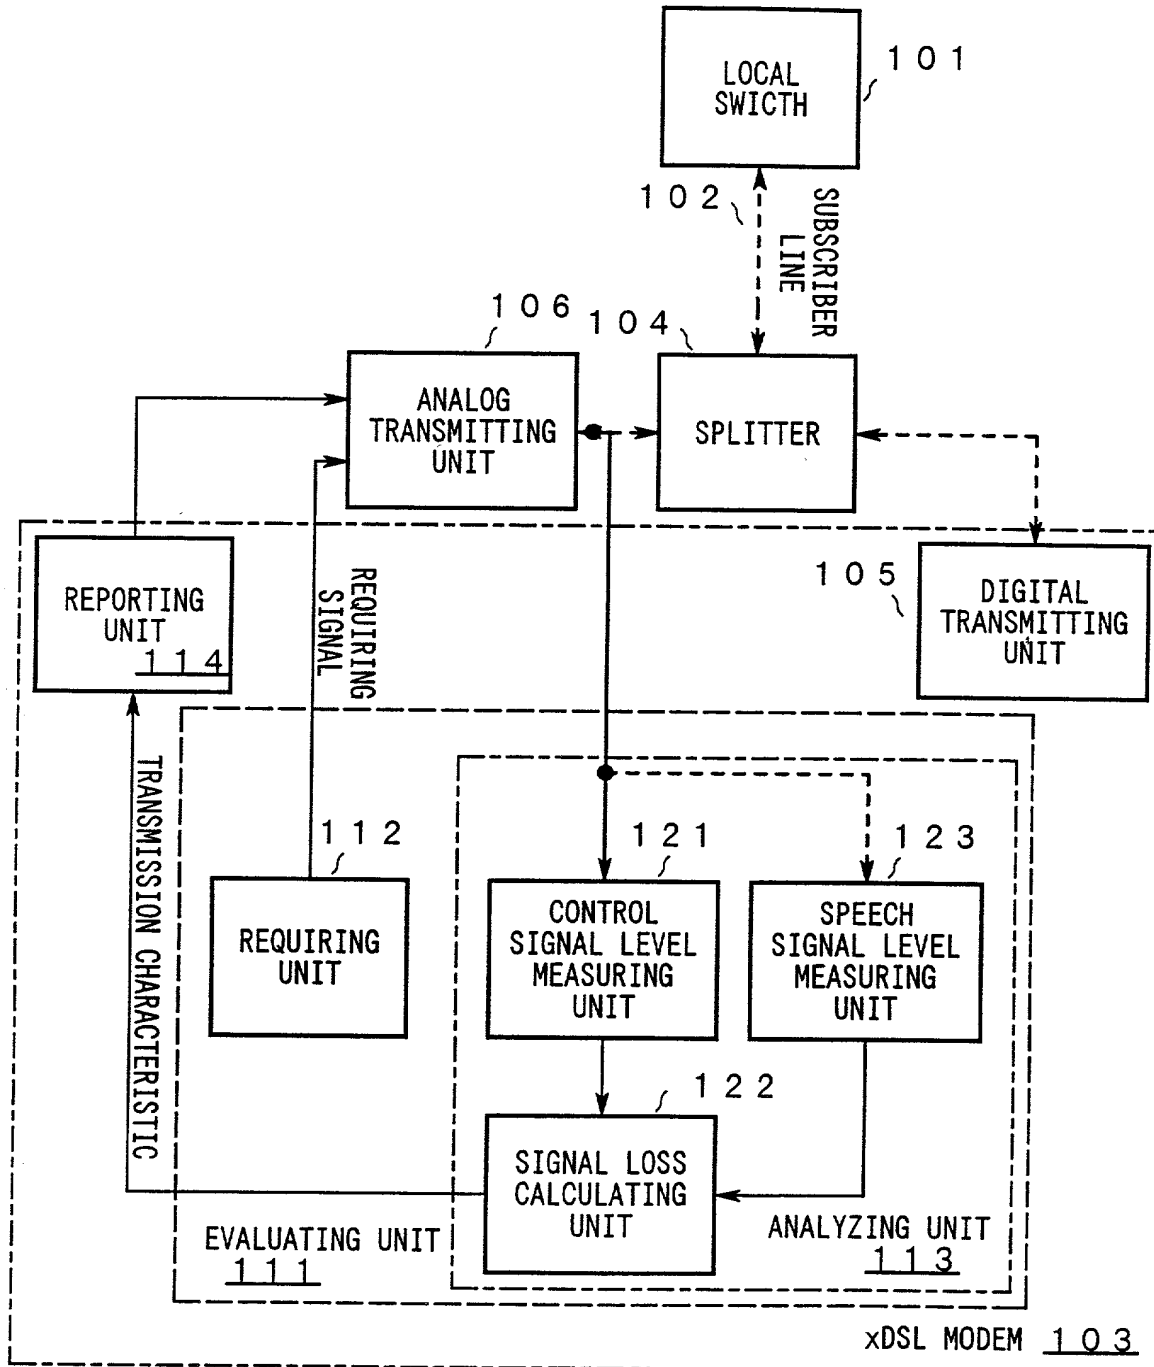 LOCAL
SWICTH
101
102
SUBSCRIBER
LINE
106
104
ANALOG
TRANSMITTING
UNIT
SPLITTER
REPORTING
UNIT
114
REQUIRING
SIGNAL
105
DIGITAL
TRANSMITTING
UNIT
TRANSMISSION CHARACTERISTIC
112
121
123
REQUIRING
UNIT
CONTROL
SIGNAL LEVEL
MEASURING
UNIT
SPEECH
SIGNAL LEVEL
MEASURING
UNIT
122
SIGNAL LOSS
CALCULATING
UNIT
EVALUATING UNIT
111
ANALYZING UNIT
113
xDSL MODEM 103